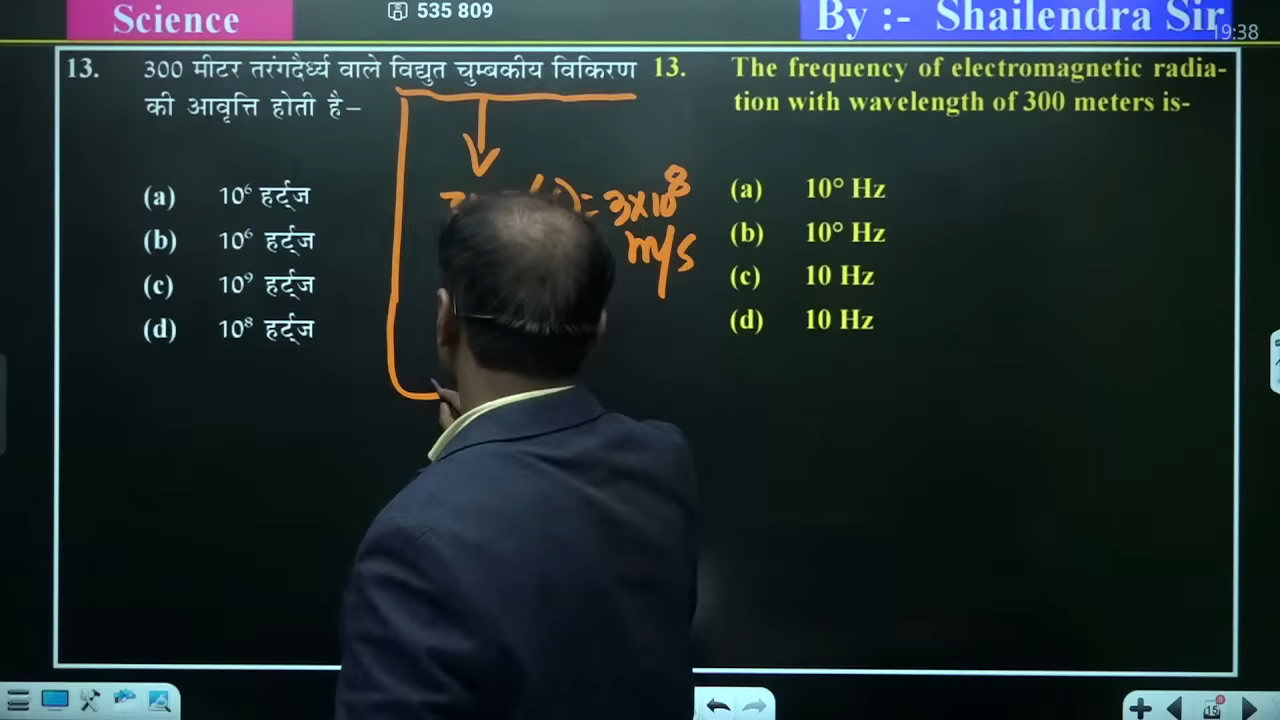 Science
535 809
By :- Shailendra Sir
19:38
13. 300 मीटर तरंगदैर्ध्य वाले विद्युत चुम्बकीय विकिरण
की आवृत्ति होती है–
(a) 10⁶ हर्ट्ज
(b) 10⁶ हर्ट्ज
(c) 10⁹ हर्ट्ज
(d) 10⁸ हर्ट्ज
= 3×10⁸
m/s
13. The frequency of electromagnetic radia-
tion with wavelength of 300 meters is-
(a) 10° Hz
(b) 10° Hz
(c) 10 Hz
(d) 10 Hz
15